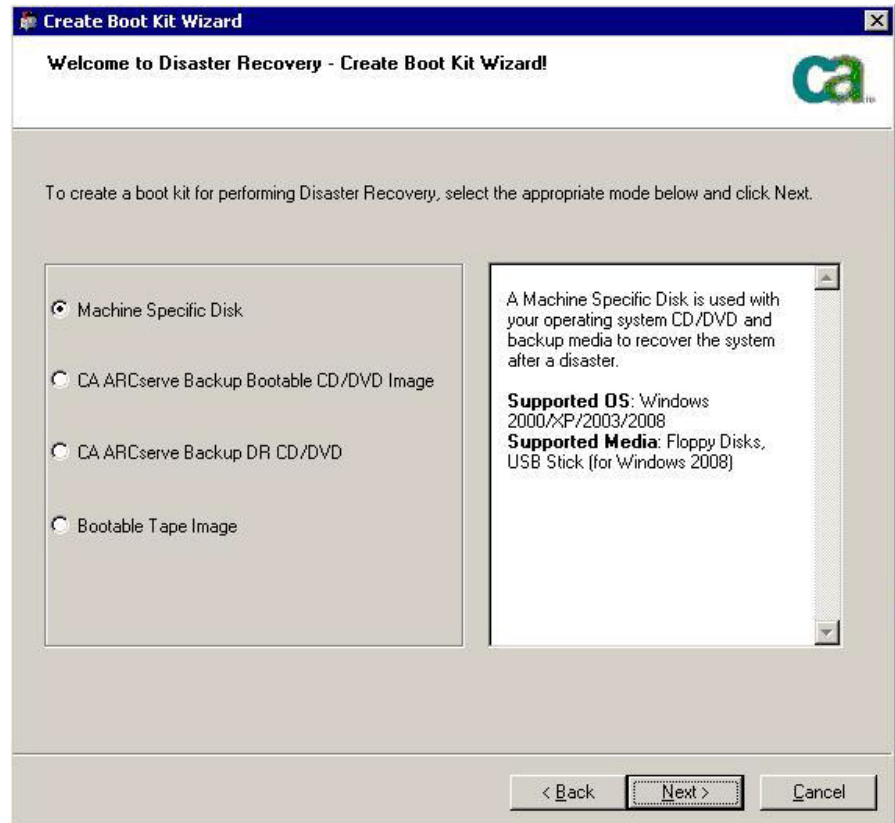 Create Boot Kit Wizard
Welcome to Disaster Recovery - Create Boot Kit Wizard!
ca
To create a boot kit for performing Disaster Recovery, select the appropriate mode below and click Next.
Machine Specific Disk
CA ARCserve Backup Bootable CD/DVD Image
CA ARCserve Backup DR CD/DVD
Bootable Tape Image
A Machine Specific Disk is used with
your operating system CD/DVD and
backup media to recover the system
after a disaster.
Supported OS: Windows
2000/XP/2003/2008
Supported Media: Floppy Disks,
USB Stick (for Windows 2008)
< Back
Next >
Cancel